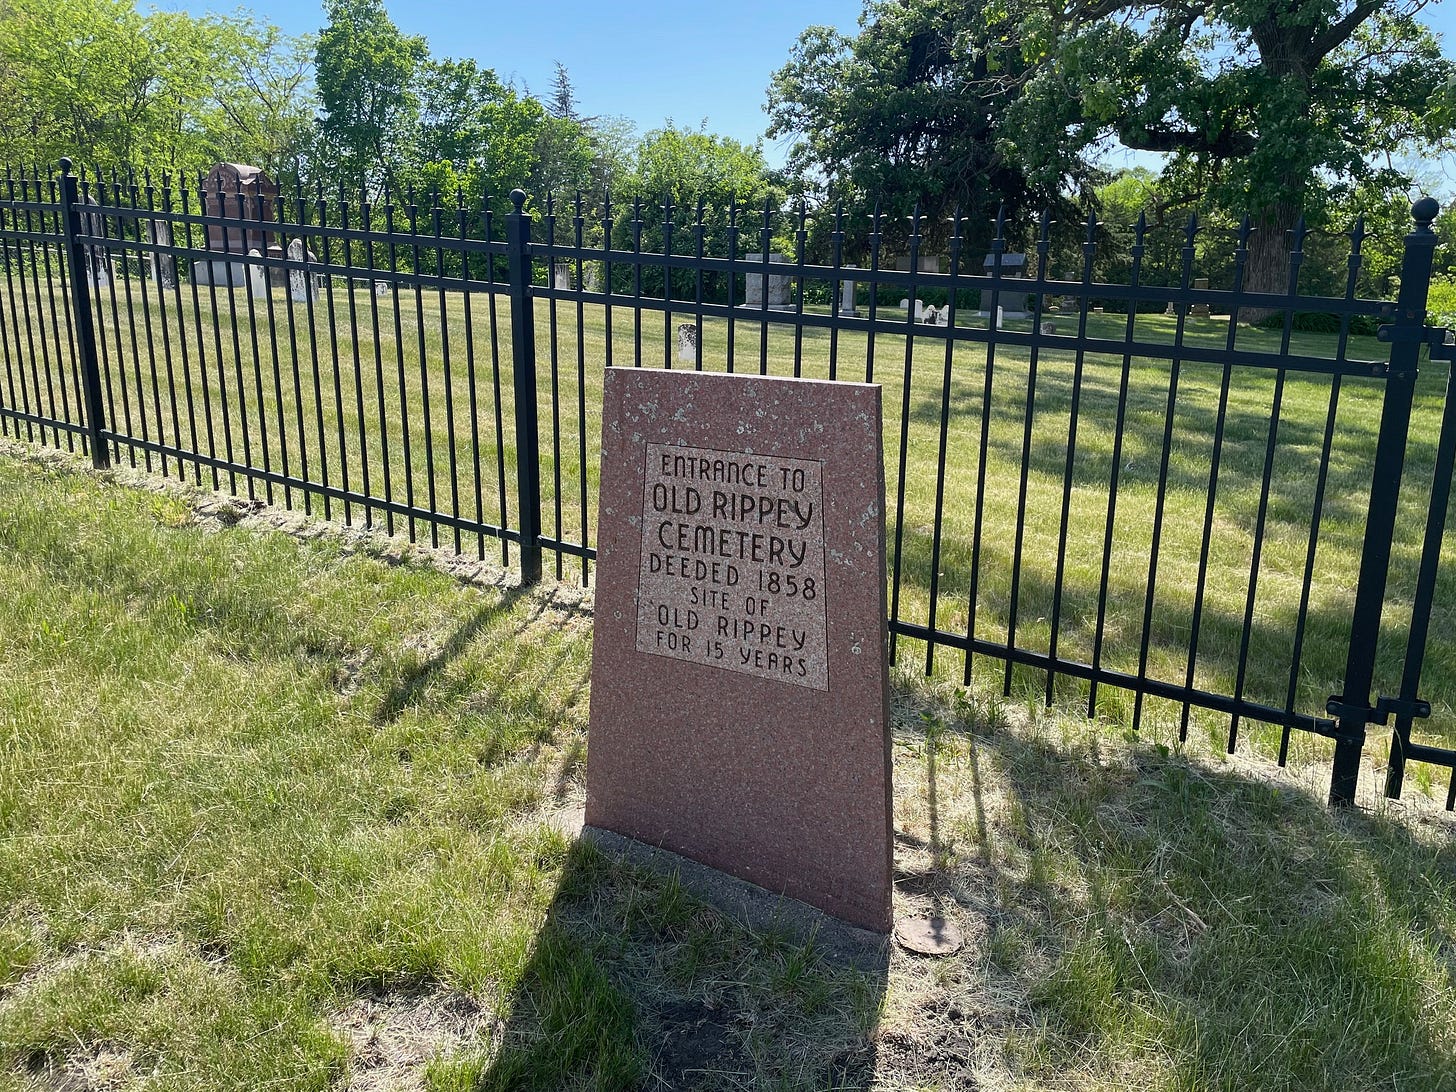 ENTRANCE TO
OLD RIPPEY
CEMETERY
DEEDED 1858
SITE OF
OLD RIPPEY
FOR 15 YEARS